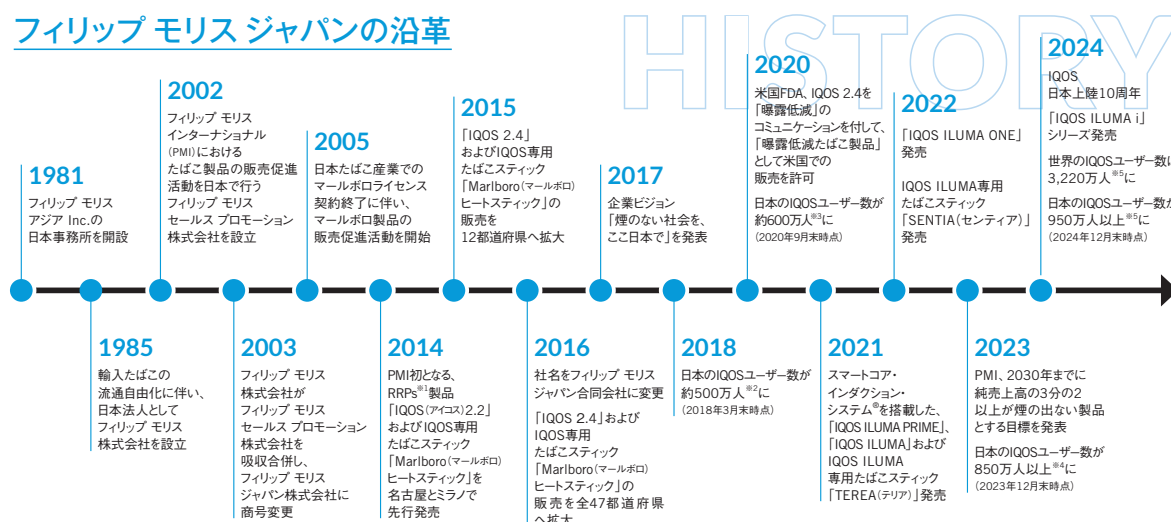 フィリップ モリス ジャパンの沿革
HISTORY
1981
フィリップ モリス
アジア Inc.の
日本事務所を開設
1985
輸入たばこの
流通自由化に伴い、
日本法人として
フィリップ モリス
株式会社を設立
2002
フィリップ モリス
インターナショナル
(PMI)における
たばこ製品の販売促進
活動を日本で行う
フィリップ モリス
セールス プロモーション
株式会社を設立
2003
フィリップ モリス
株式会社が
フィリップ モリス
セールス プロモーション
株式会社を
吸収合併し、
フィリップ モリス
ジャパン株式会社に
商号変更
2005
日本たばこ産業での
マールボロライセンス
契約終了に伴い、
マールボロ製品の
販売促進活動を開始
2014
PMI初となる、
RRPs※1製品
「IQOS(アイコス)2.2」
およびIQOS専用
たばこスティック
「Marlboro(マールボロ)
ヒートスティック」を
名古屋とミラノで
先行発売
2015
「IQOS 2.4」
およびIQOS専用
たばこスティック
「Marlboro(マールボロ)
ヒートスティック」の
販売を
12都道府県へ拡大
2016
社名をフィリップ モリス
ジャパン合同会社に変更
「IQOS 2.4」および
IQOS専用
たばこスティック
「Marlboro(マールボロ)
ヒートスティック」の
販売を全47都道府県
へ拡大
2017
企業ビジョン
「煙のない社会を、
ここ日本で」を発表
2018
日本のIQOSユーザー数が
約500万人※2に
(2018年3月末時点)
2020
米国FDA、IQOS 2.4を
「曝露低減」の
コミュニケーションを付して、
「曝露低減たばこ製品」
として米国での
販売を許可
日本のIQOSユーザー数が
約600万人※3に
(2020年9月末時点)
2021
スマートコア・
インダクション・
システム®を搭載した、
「IQOS ILUMA PRIME」、
「IQOS ILUMA」および
IQOS ILUMA
専用たばこスティック
「TEREA(テリア)」発売
2022
「IQOS ILUMA ONE」
発売
IQOS ILUMA専用
たばこスティック
「SENTIA(センティア)」
発売
2023
PMI、2030年までに
純売上高の3分の2
以上が煙の出ない製品
とする目標を発表
日本のIQOSユーザー数が
850万人以上※4に
(2023年12月末時点)
2024
IQOS
日本上陸10周年
「IQOS ILUMA i」
シリーズ発売
世界のIQOSユーザー数が
3,220万人※5に
日本のIQOSユーザー数が
950万人以上※5に
(2024年12月末時点)